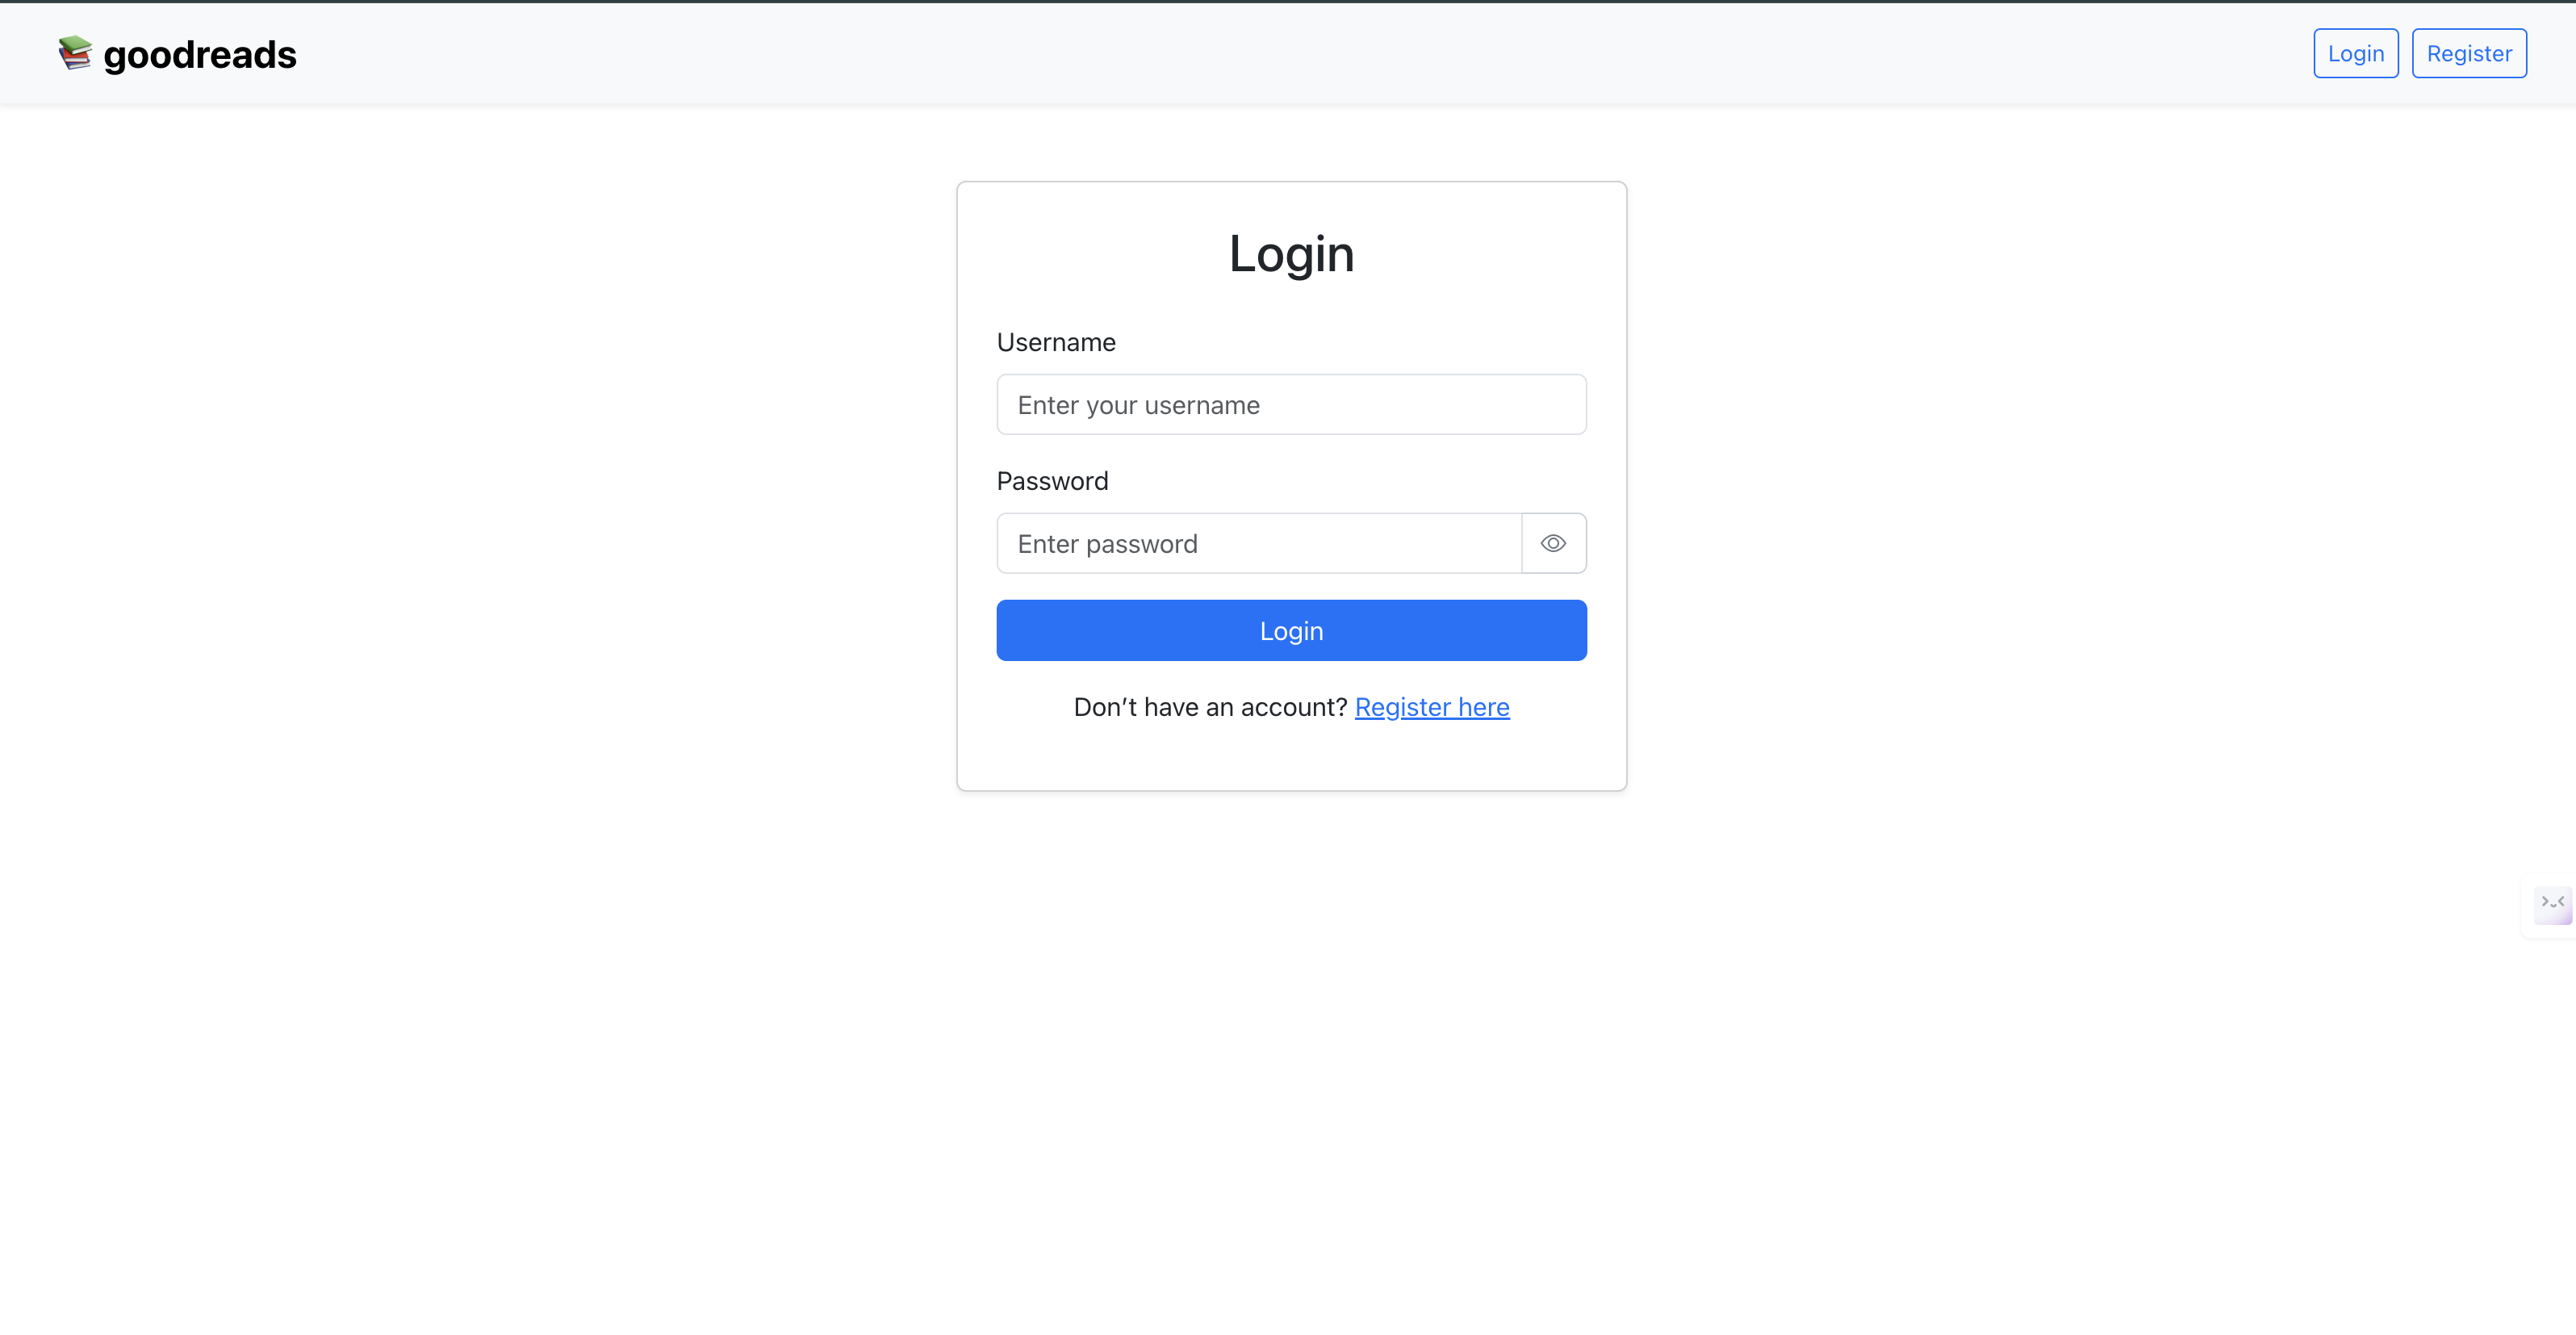 goodreads
Login
Register
Login
Username
Enter your username
Password
Enter password
Login
Don’t have an account? Register here